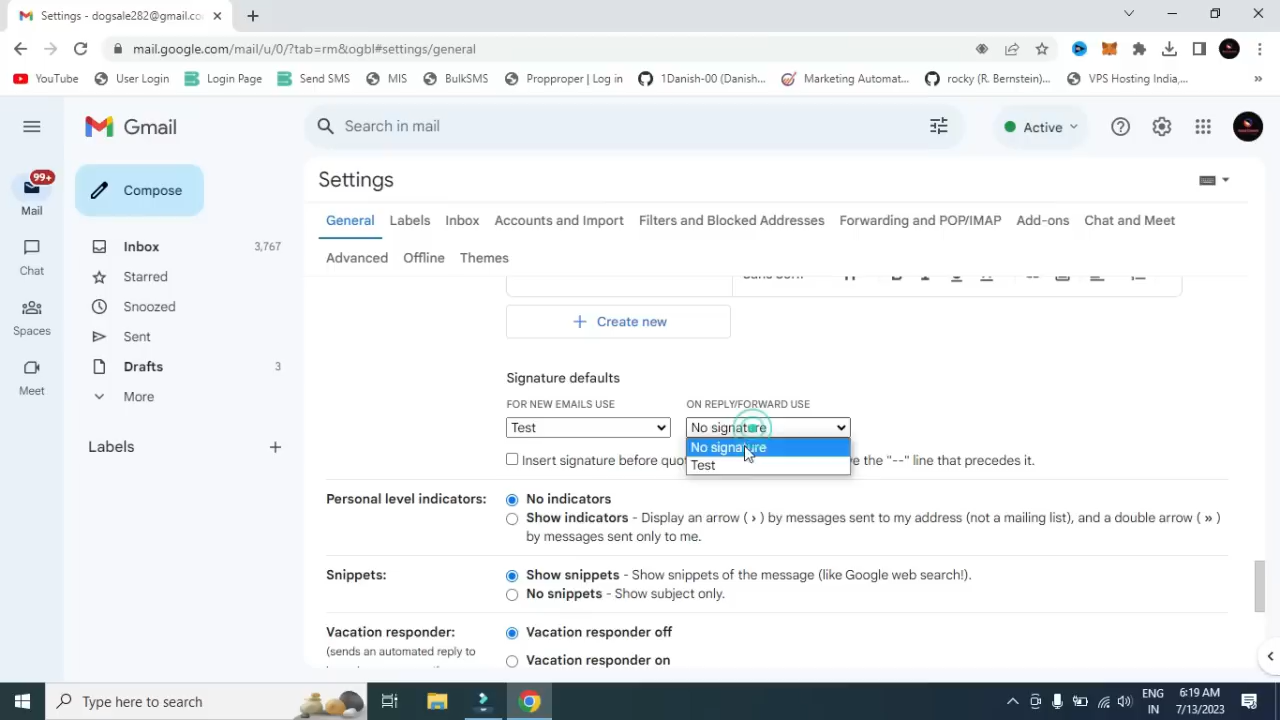 Settings - dogsale282@gmail.co
mail.google.com/mail/u/0/?tab=rm&ogbl#settings/general
YouTube
User Login
Login Page
Send SMS
MIS
BulkSMS
Propproper | Log in
1Danish-00 (Danish...
Marketing Automat...
rocky (R. Bernstein)...
VPS Hosting India,...
Gmail
Search in mail
Active
99+
Mail
Chat
Spaces
Meet
Compose
Inbox 3,767
Starred
Snoozed
Sent
Drafts 3
More
Labels
Settings
General Labels Inbox Accounts and Import Filters and Blocked Addresses Forwarding and POP/IMAP Add-ons Chat and Meet
Advanced Offline Themes
Create new
Signature defaults
FOR NEW EMAILS USE ON REPLY/FORWARD USE
Test No signature
No signature
Test
Insert signature before quo e the "--" line that precedes it.
Personal level indicators: No indicators
Show indicators - Display an arrow ( › ) by messages sent to my address (not a mailing list), and a double arrow ( » )
by messages sent only to me.
Snippets: Show snippets - Show snippets of the message (like Google web search!).
No snippets - Show subject only.
Vacation responder: Vacation responder off
(sends an automated reply to
Vacation responder on
Type here to search
ENG
IN
6:19 AM
7/13/2023